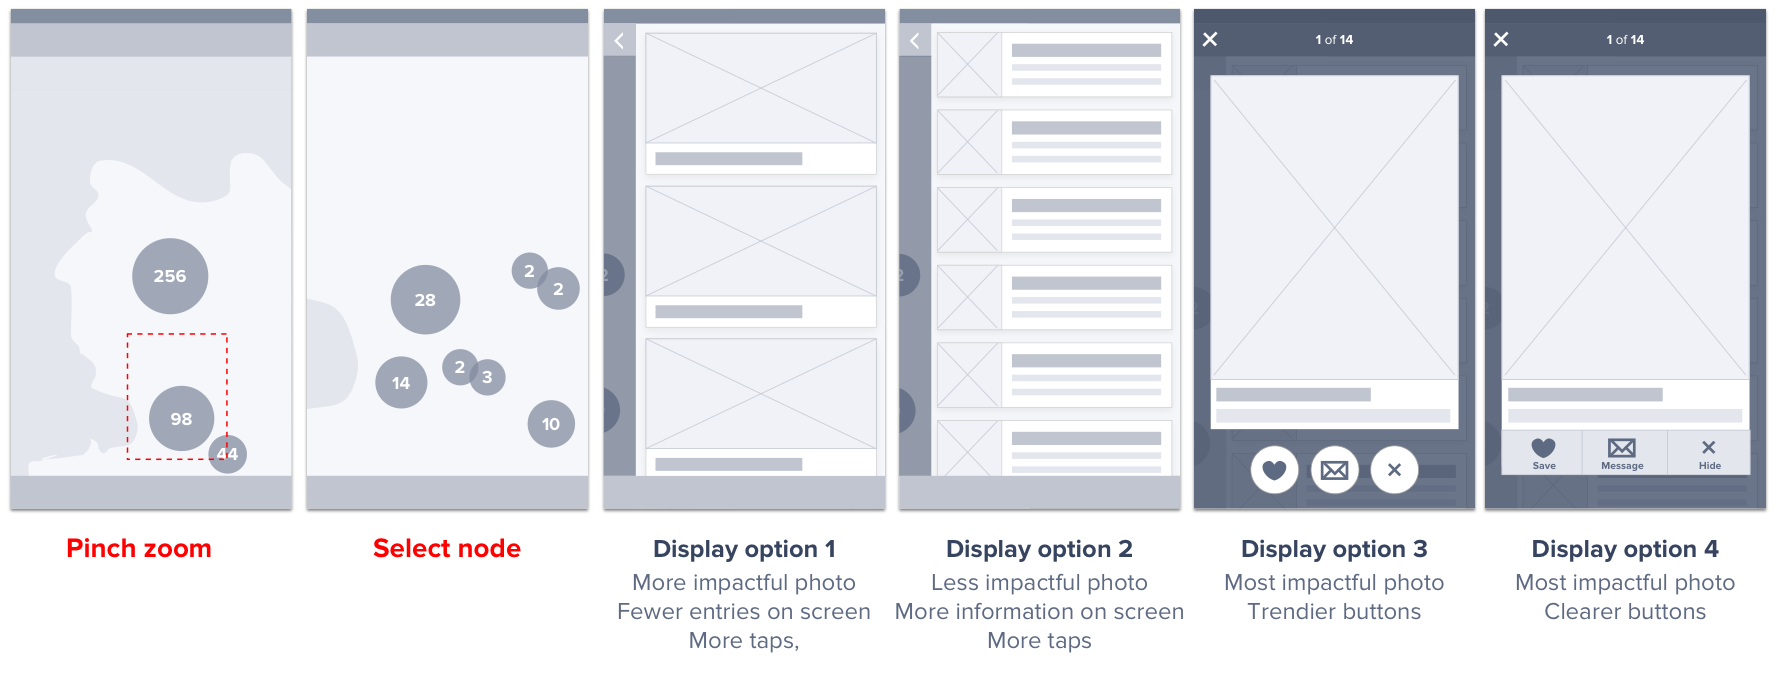 256
98
44
Pinch zoom
28
2
2
14
2
3
10
Select node
2
Display option 1
More impactful photo
Fewer entries on screen
More taps,
2
Display option 2
Less impactful photo
More information on screen
More taps
1 of 14
Display option 3
Most impactful photo
Trendier buttons
1 of 14
Save
Message
Hide
Display option 4
Most impactful photo
Clearer buttons